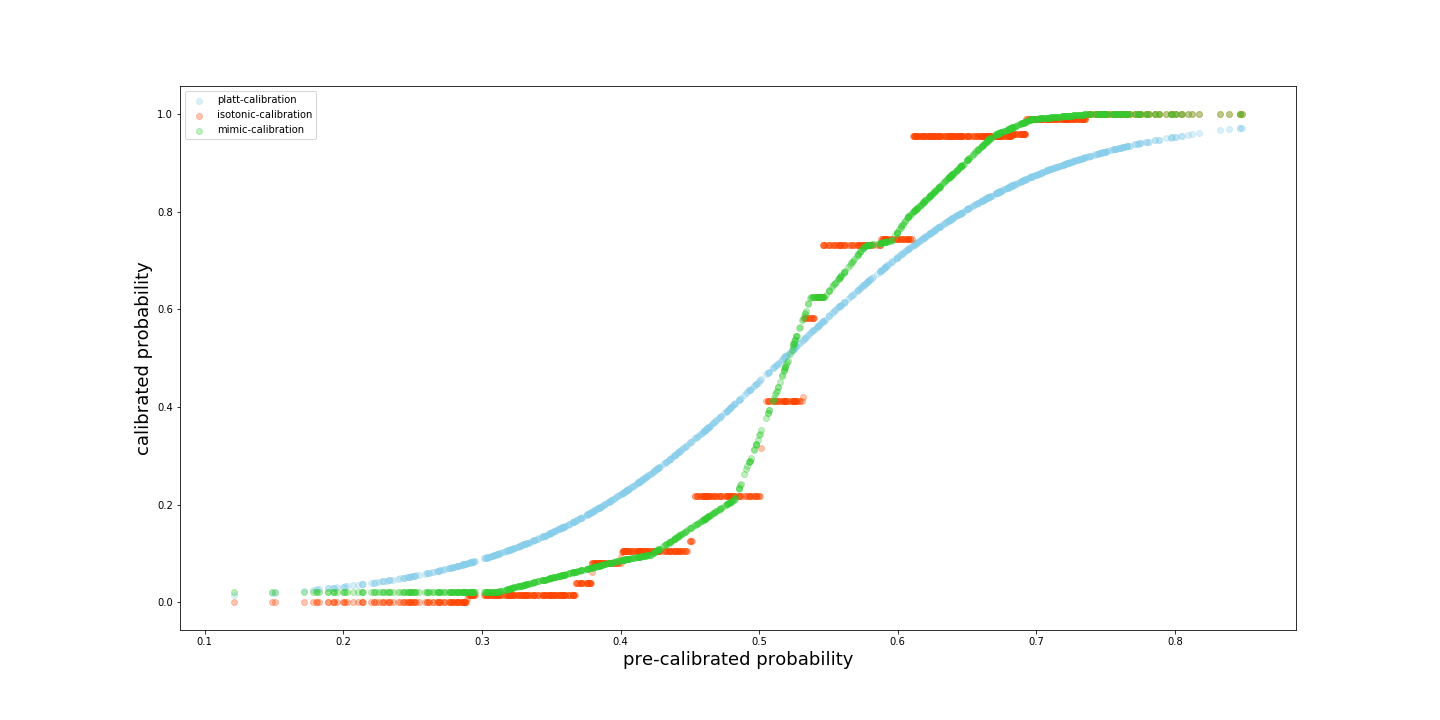 platt-calibration
isotonic-calibration
mimic-calibration
1.0
0.8
0.6
0.4
0.2
0.0
calibrated probability
0.1 0.2 0.3 0.4 0.5 0.6 0.7 0.8
pre-calibrated probability